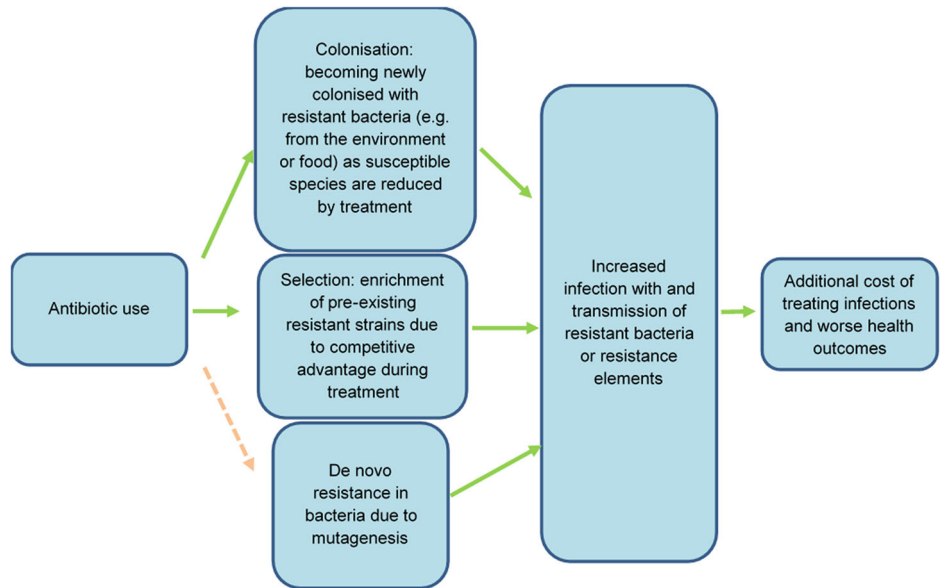 Antibiotic use
Colonisation:
becoming newly
colonised with
resistant bacteria (e.g.
from the environment
or food) as susceptible
species are reduced
by treatment
Selection: enrichment
of pre-existing
resistant strains due
to competitive
advantage during
treatment
De novo
resistance in
bacteria due to
mutagenesis
Increased
infection with and
transmission of
resistant bacteria
or resistance
elements
Additional cost of
treating infections
and worse health
outcomes